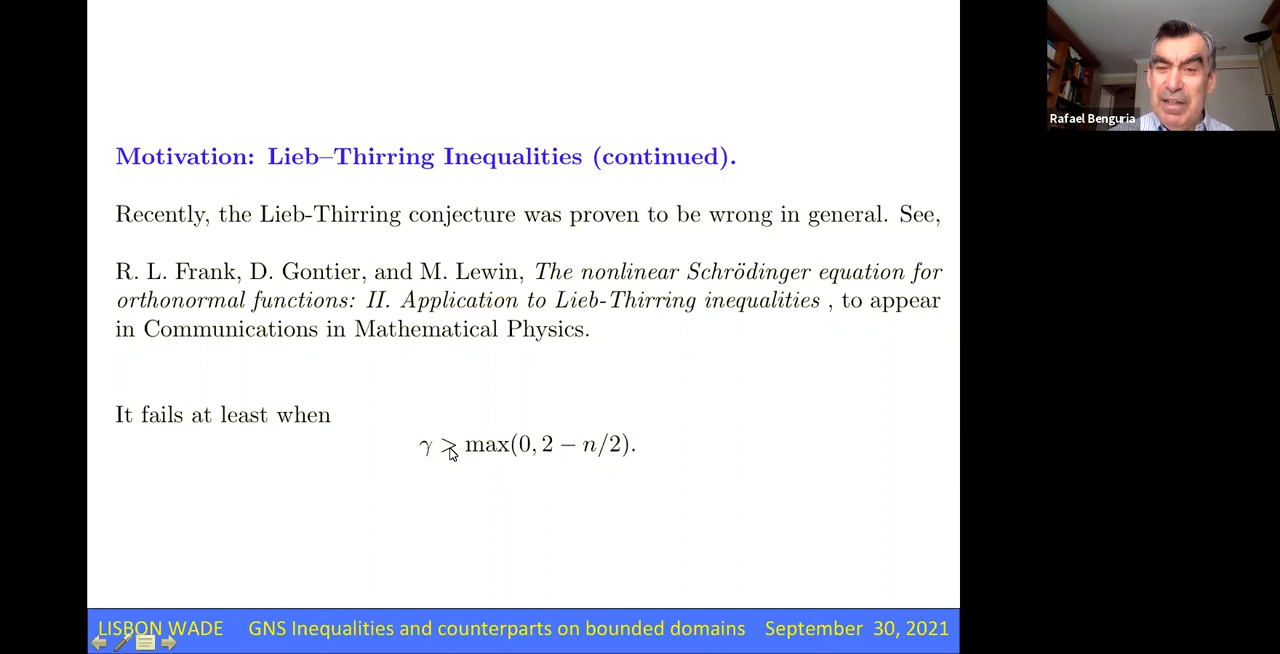 Rafael Benguria
Motivation: Lieb–Thirring Inequalities (continued).
Recently, the Lieb-Thirring conjecture was proven to be wrong in general. See,
R. L. Frank, D. Gontier, and M. Lewin, The nonlinear Schrödinger equation for
orthonormal functions: II. Application to Lieb-Thirring inequalities , to appear
in Communications in Mathematical Physics.
It fails at least when
γ > max(0, 2 − n/2).
LISBON WADE GNS Inequalities and counterparts on bounded domains September 30, 2021